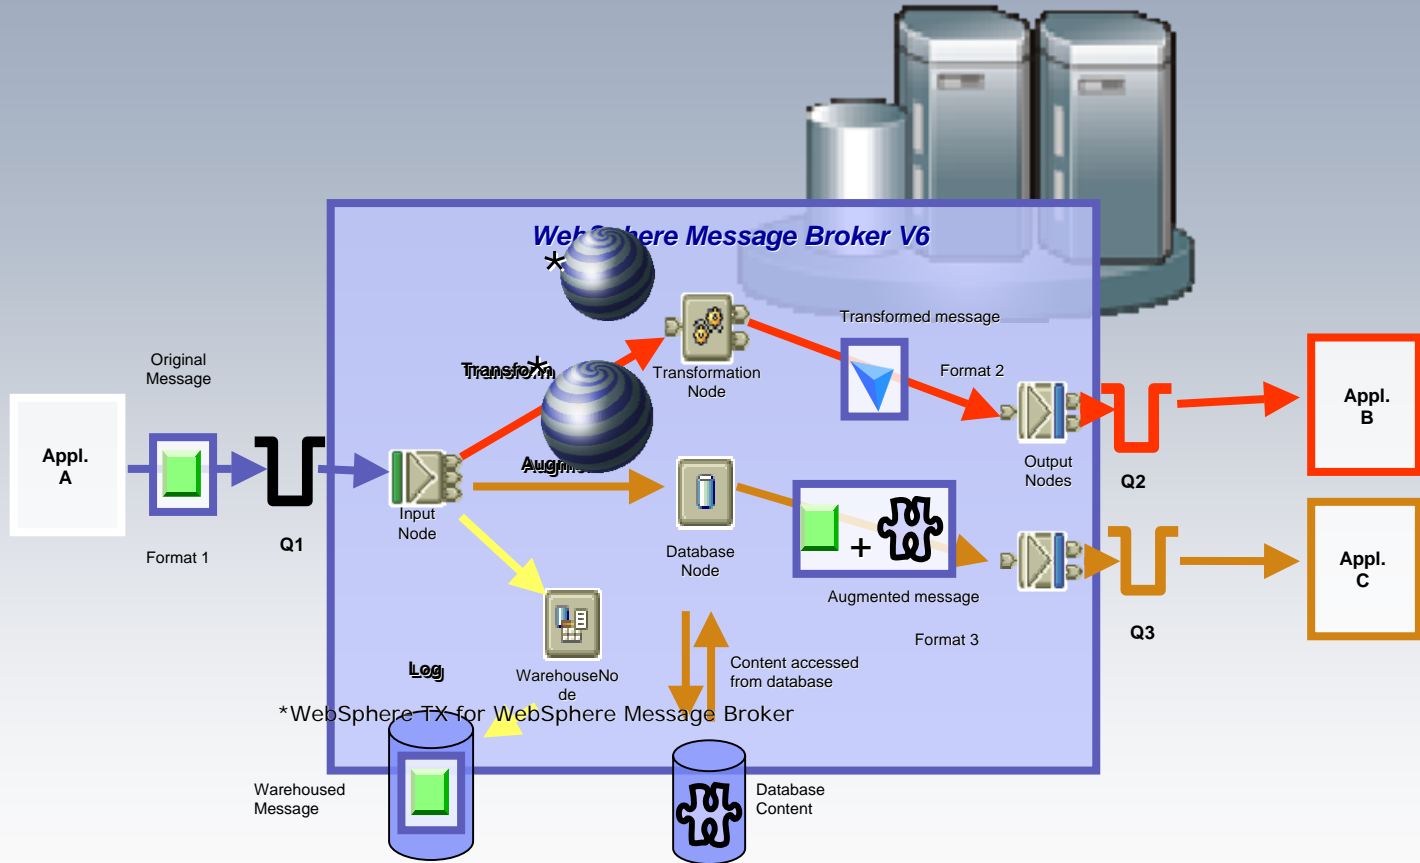 WebSphere Message Broker V6
*
Transformed message
Original
Message
Transform
*
Transformation
Node
Format 2
Appl.
A
Appl.
B
Output
Nodes
Q2
Input
Node
Q1
Format 1
Database
Node
+
Appl.
C
Augmented message
Format 3
Q3
Log
WarehouseNo
de
Content accessed
from database
*WebSphere TX for WebSphere Message Broker
Warehoused
Message
Database
Content